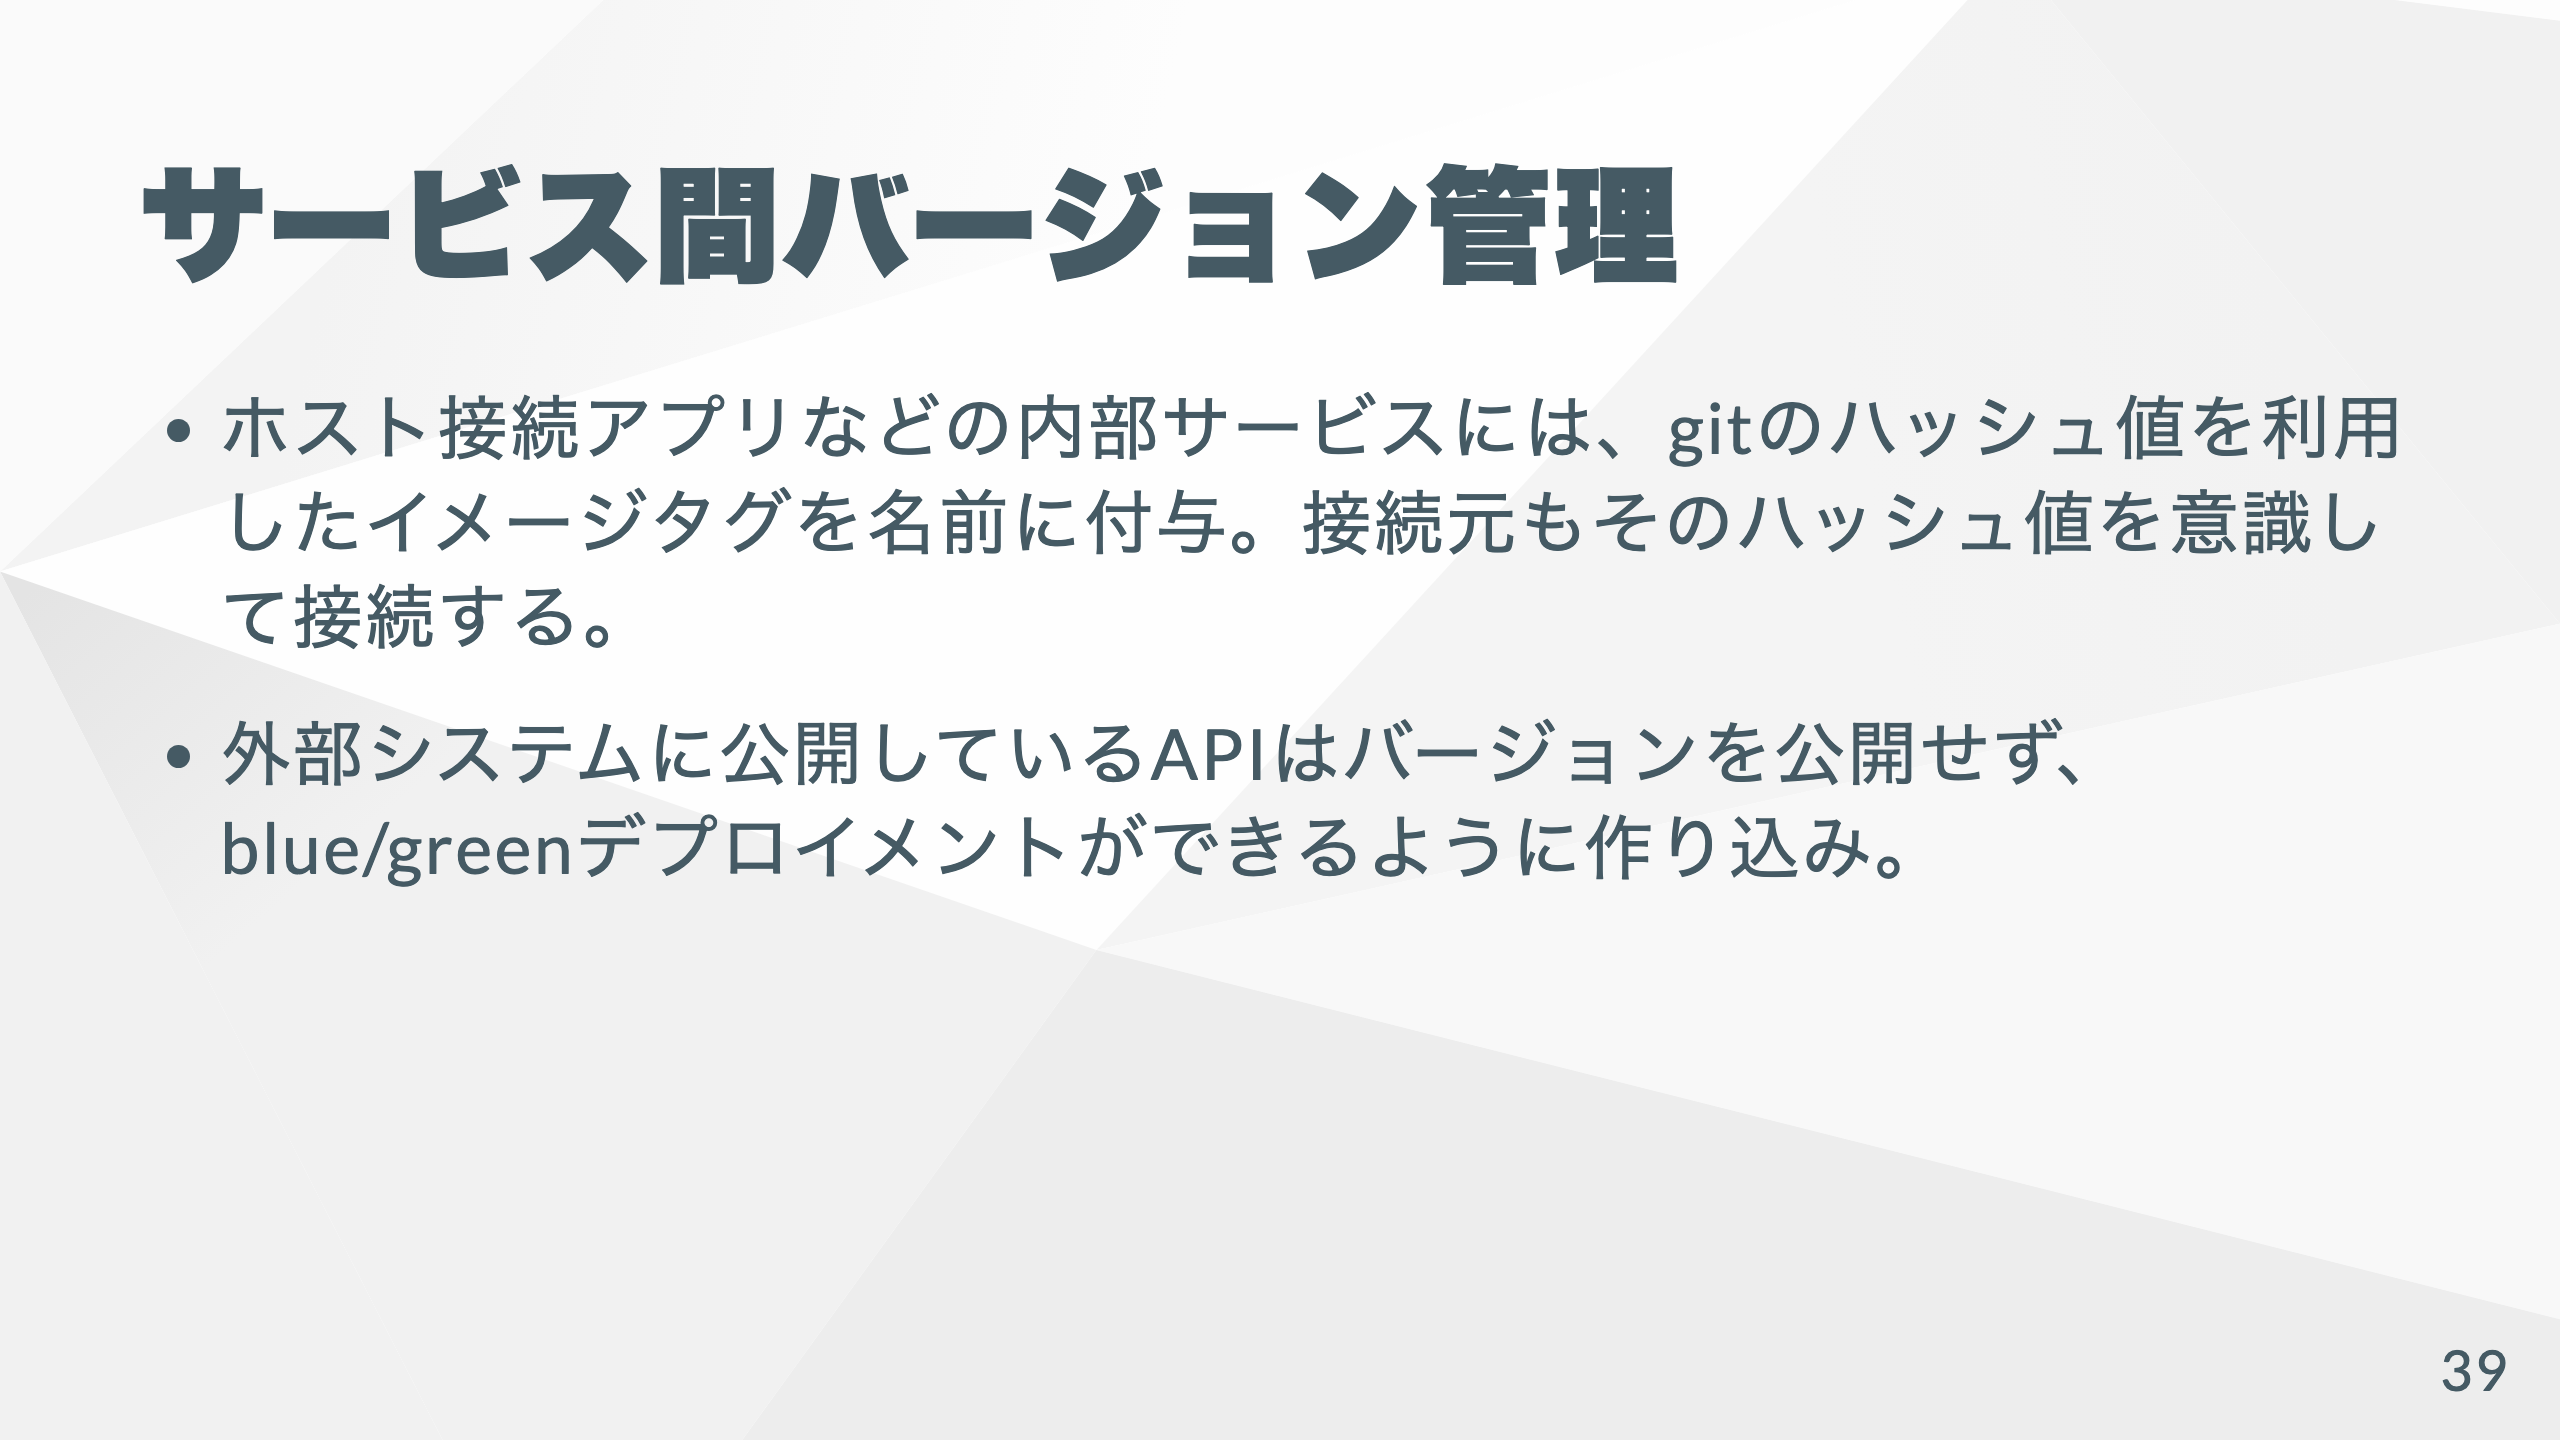 サービス間バージョン管理
• ホスト接続アプリなどの内部サービスには、gitのハッシュ値を利用
したイメージタグを名前に付与。接続元もそのハッシュ値を意識し
て接続する。
• 外部システムに公開しているAPIはバージョンを公開せず、
blue/greenデプロイメントができるように作り込み。
39